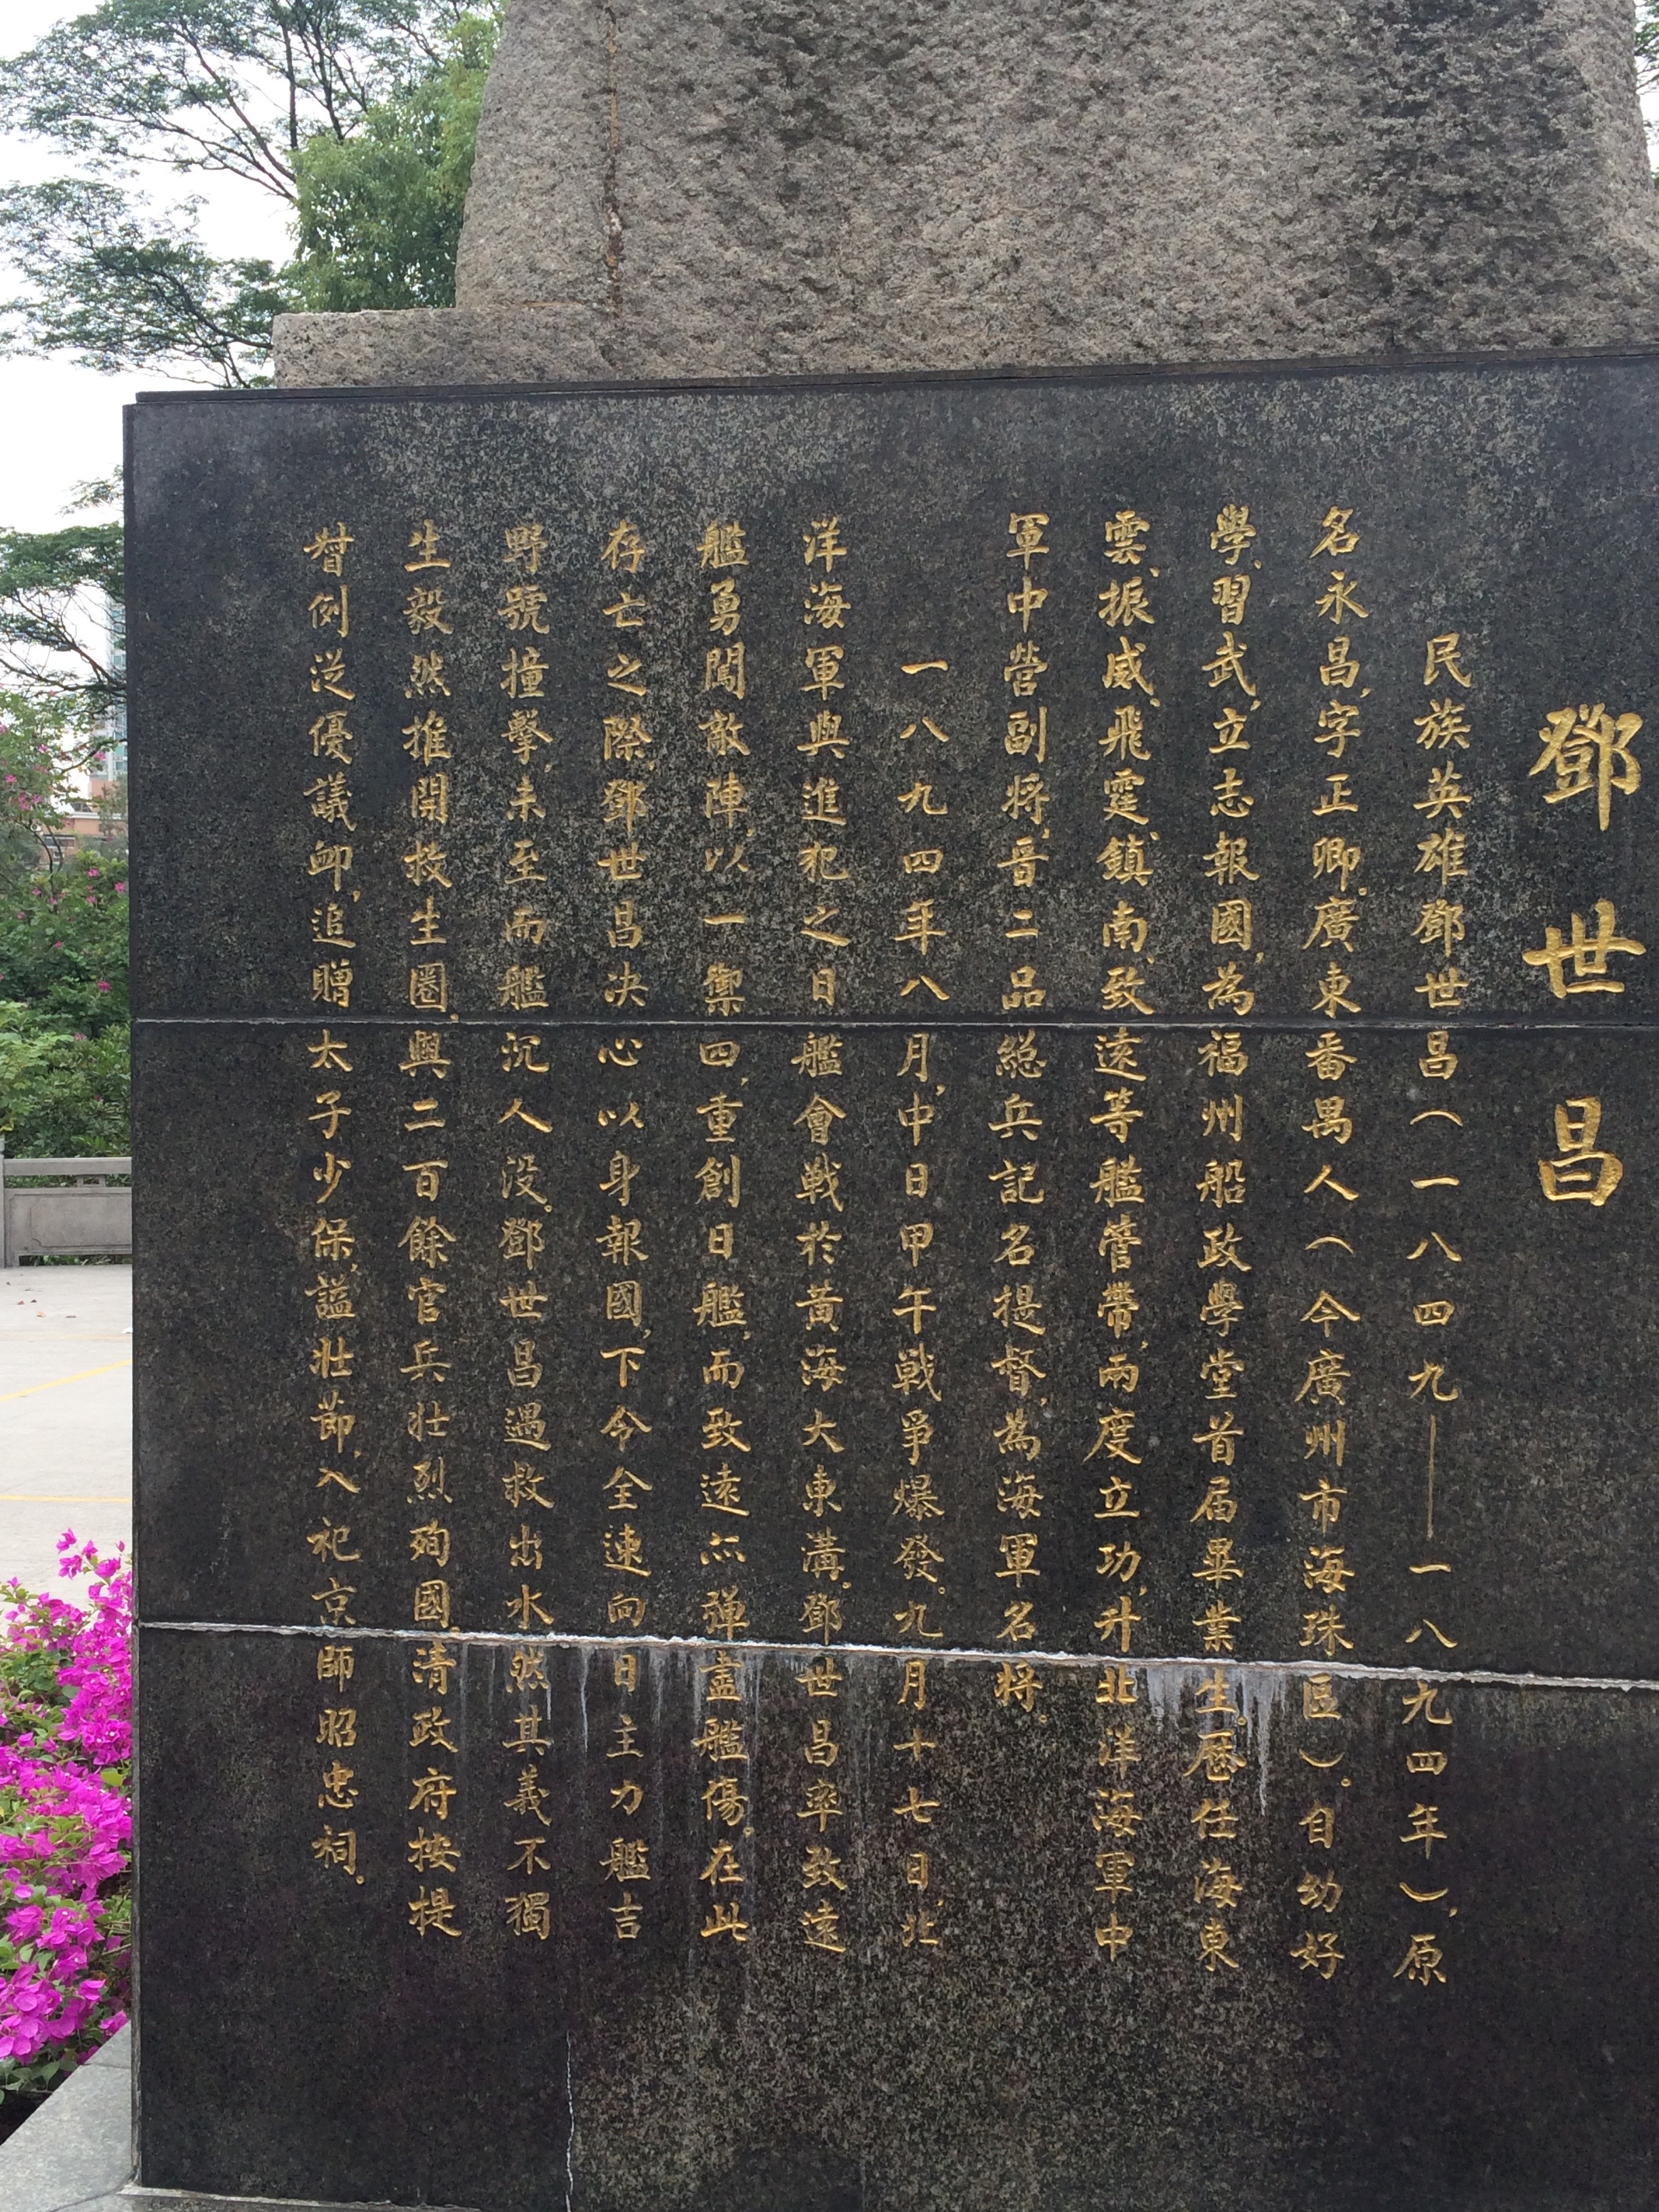 鄧世昌
民族英雄鄧世昌(一八四九——一八九四年),原
名永昌,字正卿。廣東番禺人(今廣州市海珠區)。自幼好
學、習武,立志報國,為福州船政學堂首届畢業生。歷任海東
雲、振威、飛霆、鎮南、致遠等艦管帶,兩度立功,升北洋海軍中
軍中營副將,晋二品總兵記名提督,為海軍名將。
一八九四年八月,中日甲午戰爭爆發。九月十七日,北
洋海軍與進犯之日艦會戰於黄海大東溝。鄧世昌率致遠
艦勇闖敵陣,以一禦四,重創日艦,而致遠亦彈盡艦傷。在此
存亡之際,鄧世昌决心以身報國,下令全速向日主力艦吉
野號撞擊,未至而艦沉人没。鄧世昌遇救出水,然其義不獨
生,毅然推開救生圈,與二百餘官兵壯烈殉國。清政府按提
督例從優議卹,追贈太子少保,謚壯節,入祀京師昭忠祠。